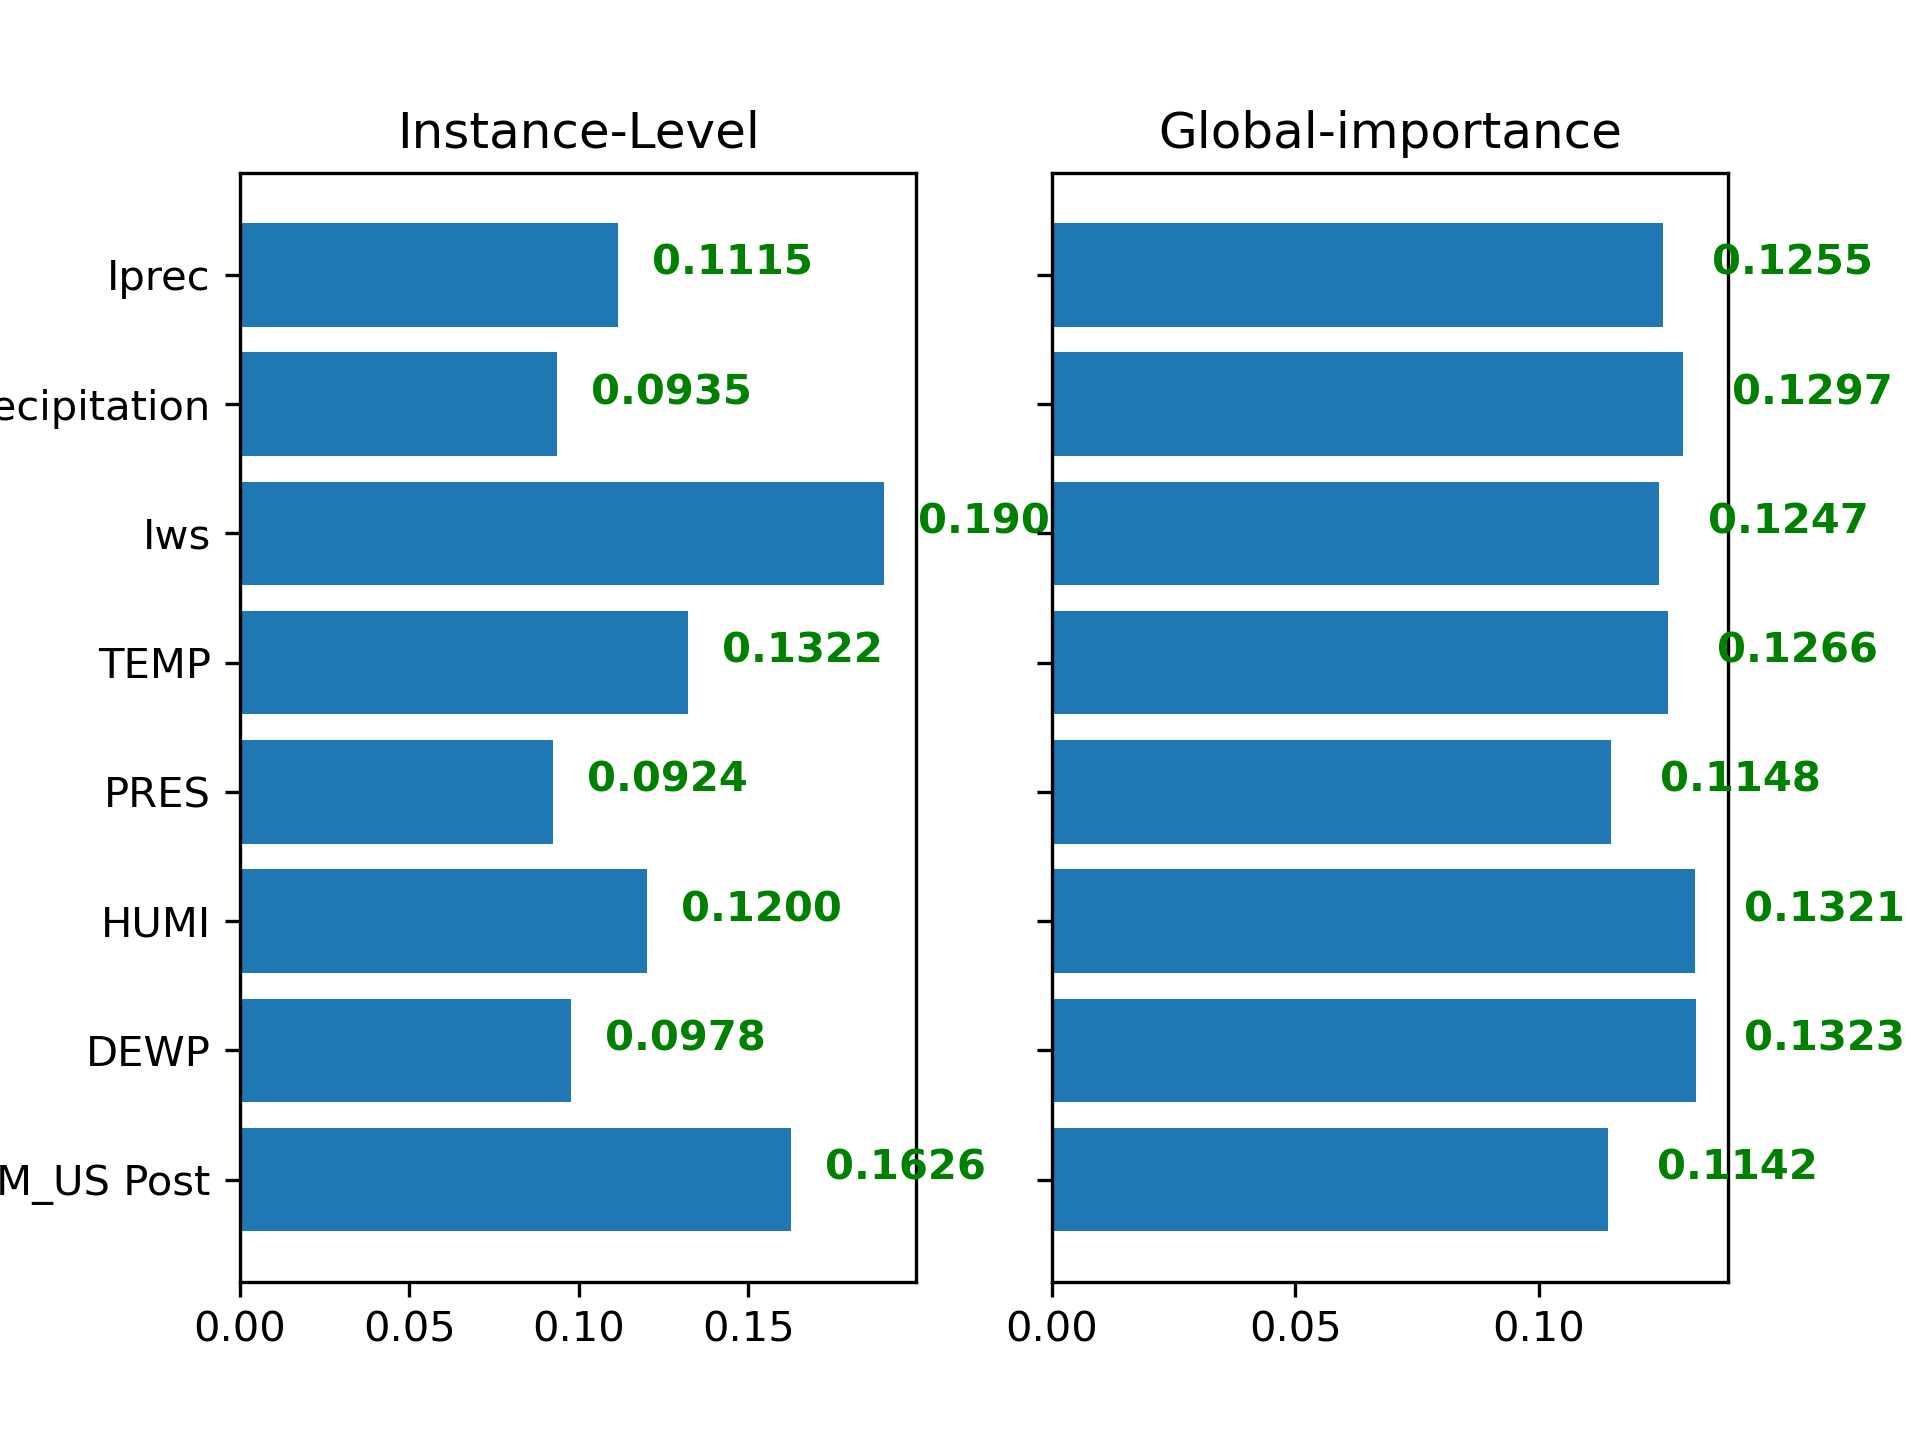 Instance-Level
Global-importance
Iprec
0.1115
0.1255
ecipitation
0.0935
0.1297
Iws
0.190
0.1247
TEMP
0.1322
0.1266
PRES
0.0924
0.1148
HUMI
0.1200
0.1321
DEWP
0.0978
0.1323
M_US Post
0.1626
0.1142
0.00 0.05 0.10 0.15
0.00 0.05 0.10